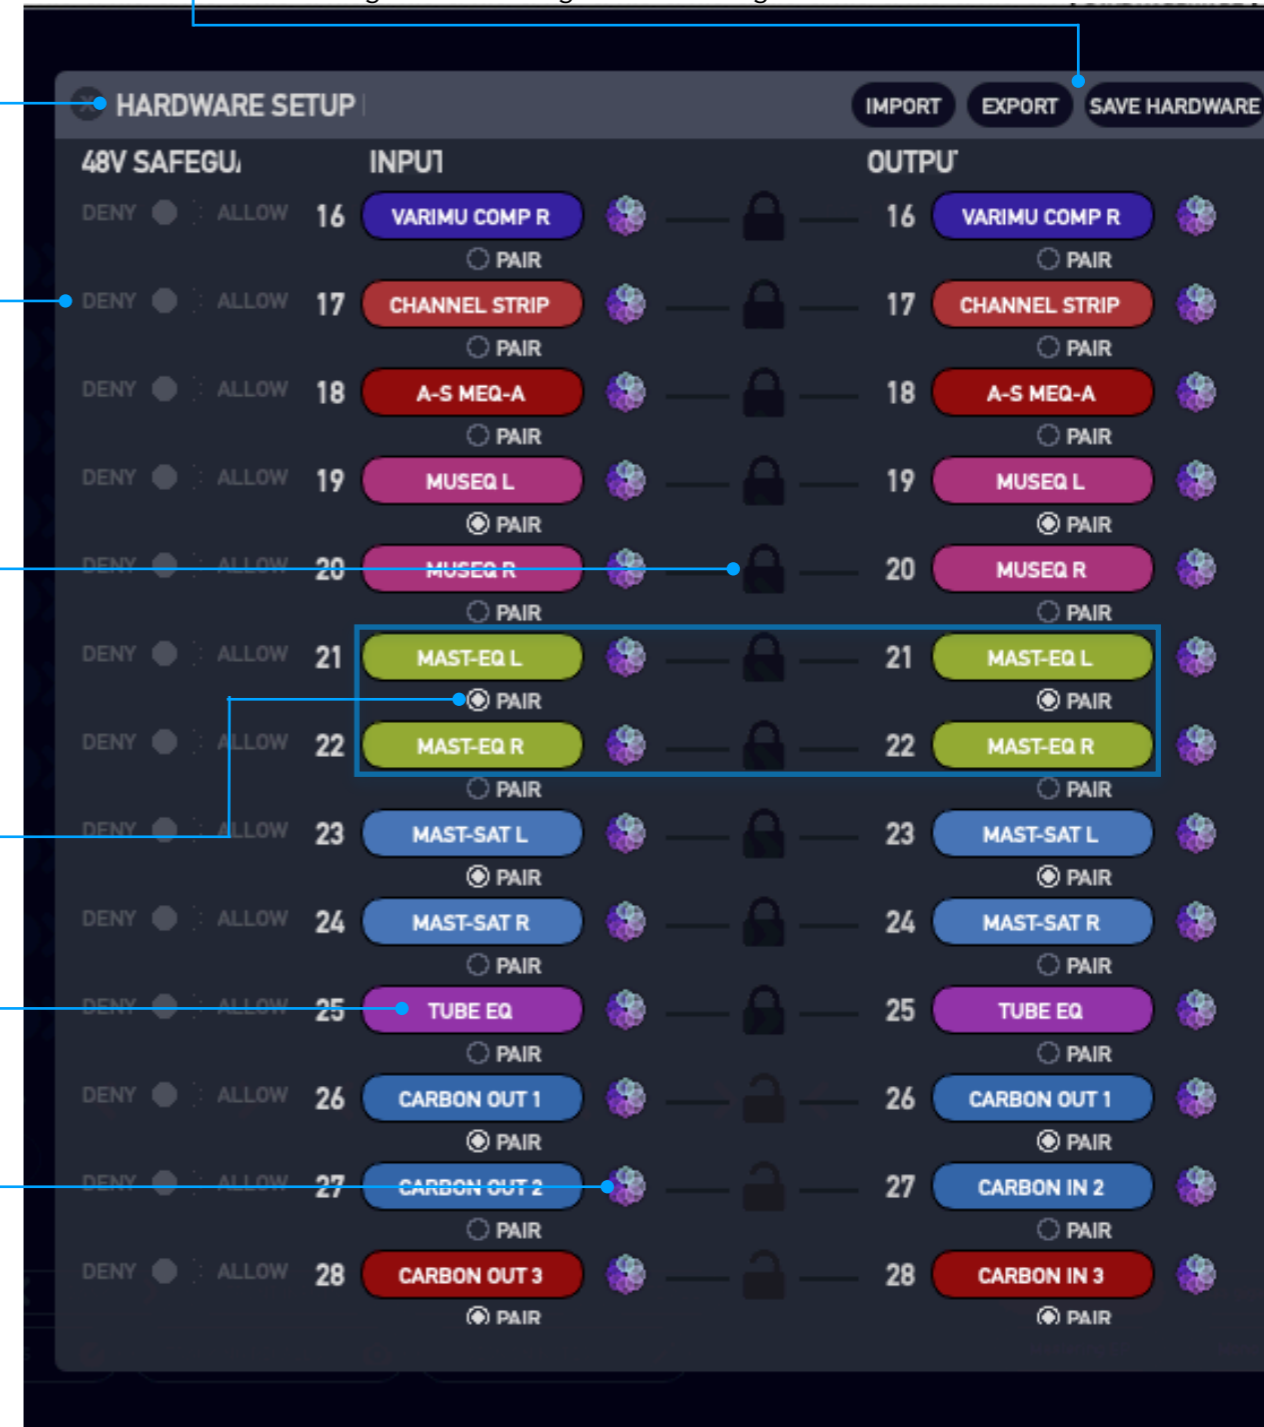 HARDWARE SETUP IMPORT EXPORT SAVE HARDWARE
48V SAFEGU INPUT OUTPUT
DENY ALLOW 16 VARIMU COMP R 16 VARIMU COMP R
PAIR PAIR
DENY ALLOW 17 CHANNEL STRIP 17 CHANNEL STRIP
PAIR PAIR
DENY ALLOW 18 A-S MEQ-A 18 A-S MEQ-A
PAIR PAIR
DENY ALLOW 19 MUSEQ L 19 MUSEQ L
PAIR PAIR
DENY ALLOW 20 MUSEQ R 20 MUSEQ R
PAIR PAIR
DENY ALLOW 21 MAST-EQ L 21 MAST-EQ L
PAIR PAIR
DENY ALLOW 22 MAST-EQ R 22 MAST-EQ R
PAIR PAIR
DENY ALLOW 23 MAST-SAT L 23 MAST-SAT L
PAIR PAIR
DENY ALLOW 24 MAST-SAT R 24 MAST-SAT R
PAIR PAIR
DENY ALLOW 25 TUBE EQ 25 TUBE EQ
PAIR PAIR
DENY ALLOW 26 CARBON OUT 1 26 CARBON OUT 1
PAIR PAIR
DENY ALLOW 27 CARBON OUT 2 27 CARBON IN 2
PAIR PAIR
DENY ALLOW 28 CARBON OUT 3 28 CARBON IN 3
PAIR PAIR